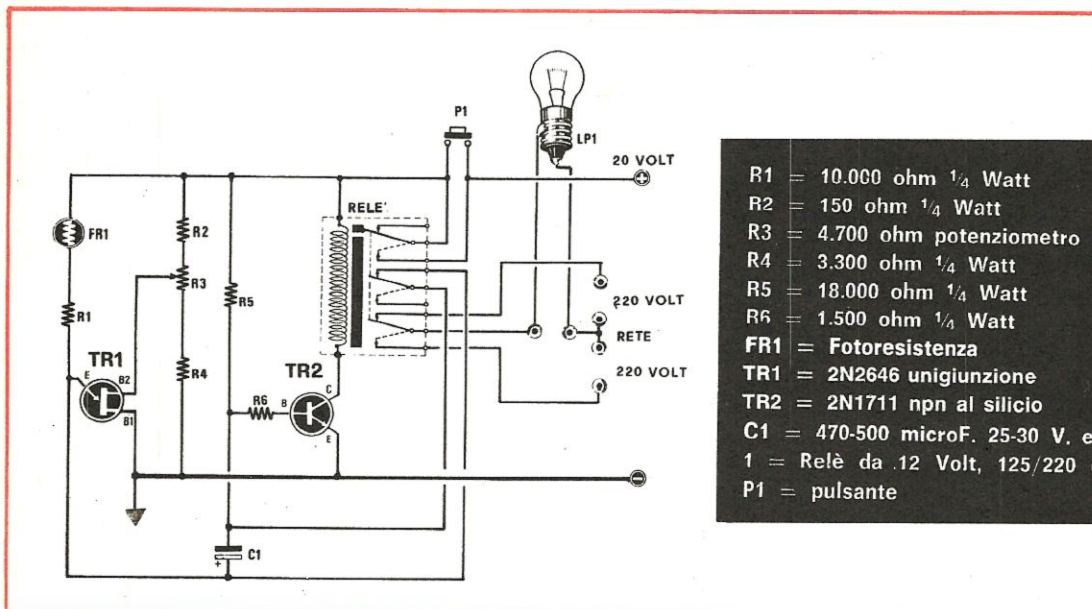 P1
LP1
20 VOLT
+
RELE'
FR1
R2
R3
R5
R1
220 VOLT
RETE
TR1
E
B2
B1
R4
TR2
C
R6
B
E
220 VOLT
-
C1
+
R1 = 10.000 ohm 1/4 Watt
R2 = 150 ohm 1/4 Watt
R3 = 4.700 ohm potenziometro
R4 = 3.300 ohm 1/4 Watt
R5 = 18.000 ohm 1/4 Watt
R6 = 1.500 ohm 1/4 Watt
FR1 = Fotoresistenza
TR1 = 2N2646 unigiunzione
TR2 = 2N1711 npn al silicio
C1 = 470-500 microF. 25-30 V. e
1 = Relè da 12 Volt, 125/220
P1 = pulsante